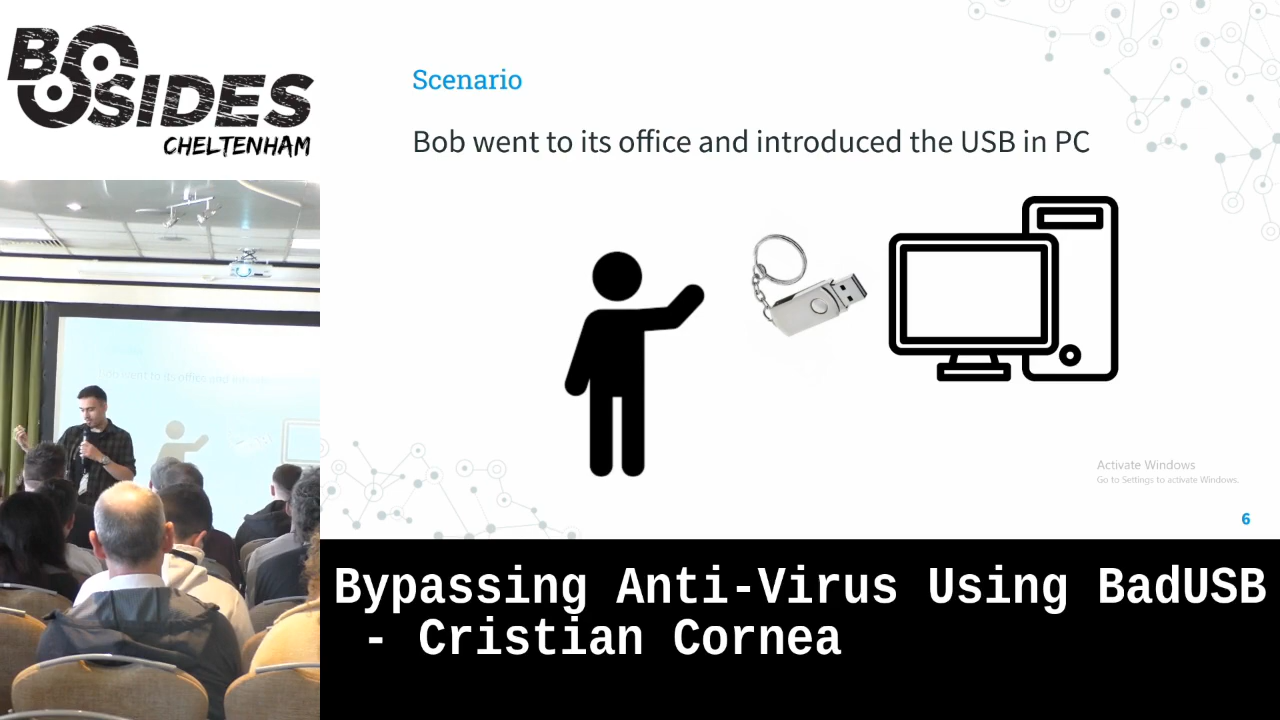 BSIDES
CHELTENHAM
Scenario
Bob went to its office and introduced the USB in PC
Activate Windows
Go to Settings to activate Windows.
6
Bypassing Anti-Virus Using BadUSB
- Cristian Cornea